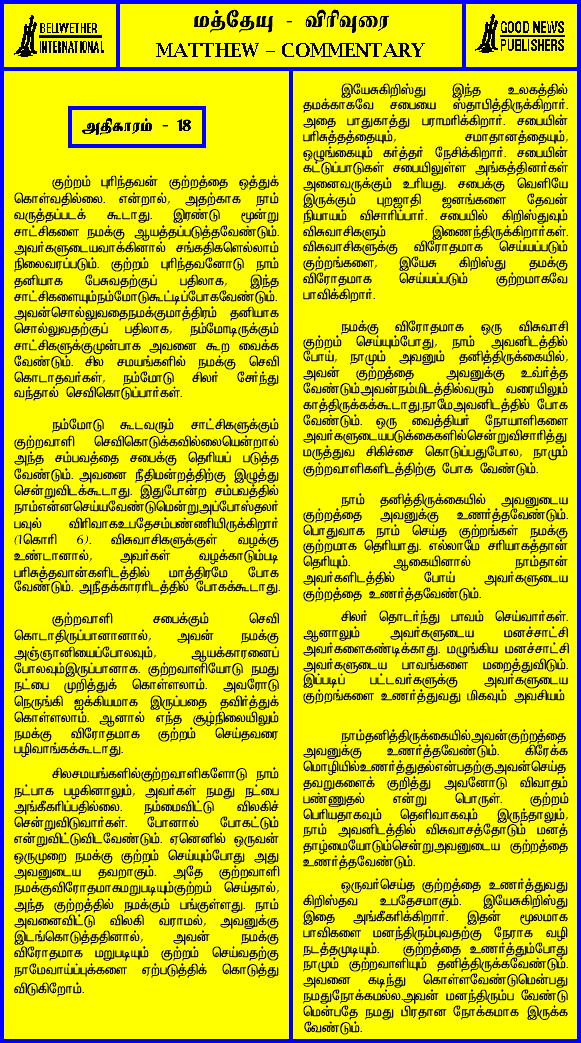 BELIWETHER
INTERNATIONAL
மத்தேயு - விரிவுரை
MATTHEW – COMMENTARY
GOOD NEWS
PUBLISHERS
அதிகாரம் - 18
குற்றம் புரிந்தவன் குற்றத்தை ஒத்துக்
கொள்வதில்லை. என்றால், அதற்காக நாம்
வருத்தப்படக் கூடாது. இரண்டு மூன்று
சாட்சிகளை நமக்கு ஆயத்தப்படுத்தவேண்டும்.
அவர்களுடையவாக்கினால் சங்கதிகளெல்லாம்
நிலைவரப்படும். குற்றம் புரிந்தவனோடு நாம்
தனியாக பேசுவதற்குப் பதிலாக, இந்த
சாட்சிகளையும்நம்மோடுகூட்டிப்போகவேண்டும்.
அவன்சொல்லுவதைநமக்குமாத்திரம் தனியாக
சொல்லுவதற்குப் பதிலாக, நம்மோடிருக்கும்
சாட்சிகளுக்குமுன்பாக அவனை கூற வைக்க
வேண்டும். சில சமயங்களில் நமக்கு செவி
கொடாதவர்கள், நம்மோடு சிலர் சேர்ந்து
வந்தால் செவிகொடுப்பார்கள்.
நம்மோடு கூடவரும் சாட்சிகளுக்கும்
குற்றவாளி செவிகொடுக்கவில்லையென்றால்
அந்த சம்பவத்தை சபைக்கு தெரியப் படுத்த
வேண்டும். அவனை நீதிமன்றத்திற்கு இழுத்து
சென்றுவிடக்கூடாது. இதுபோன்ற சம்பவத்தில்
நாம்என்னசெய்யவேண்டுமென்றுஅப்போஸ்தலர்
பவுல் விரிவாகஉபதேசம்பண்ணியிருக்கிறார்
(1கொரி 6). விசுவாசிகளுக்குள் வழக்கு
உண்டானால், அவர்கள் வழக்காடும்படி
பரிசுத்தவான்களிடத்தில் மாத்திரமே போக
வேண்டும். அநீதக்காரரிடத்தில் போகக்கூடாது.
குற்றவாளி சபைக்கும் செவி
கொடாதிருப்பானானால், அவன் நமக்கு
அஞ்ஞானியைப்போலவும், ஆயக்காரனைப்
போலவும்இருப்பானாக. குற்றவாளியோடு நமது
நட்பை முறித்துக் கொள்ளலாம். அவரோடு
நெருங்கி ஐக்கியமாக இருப்பதை தவிர்த்துக்
கொள்ளலாம். ஆனால் எந்த சூழ்நிலையிலும்
நமக்கு விரோதமாக குற்றம் செய்தவரை
பழிவாங்கக்கூடாது.
சிலசமயங்களில்குற்றவாளிகளோடு நாம்
நட்பாக பழகினாலும், அவர்கள் நமது நட்பை
அங்கீகரிப்பதில்லை. நம்மைவிட்டு விலகிச்
சென்றுவிடுவார்கள். போனால் போகட்டும்
என்றுவிட்டுவிடவேண்டும். ஏனெனில் ஒருவன்
ஒருமுறை நமக்கு குற்றம் செய்யும்போது அது
அவனுடைய தவறாகும். அதே குற்றவாளி
நமக்குவிரோதமாகமறுபடியும்குற்றம் செய்தால்,
அந்த குற்றத்தில் நமக்கும் பங்குள்ளது. நாம்
அவனைவிட்டு விலகி வராமல், அவனுக்கு
இடங்கொடுத்ததினால், அவன் நமக்கு
விரோதமாக மறுபடியும் குற்றம் செய்வதற்கு
நாமேவாய்ப்புக்களை ஏற்படுத்திக் கொடுத்து
விடுகிறோம்.
இயேசுகிறிஸ்து இந்த உலகத்தில்
தமக்காகவே சபையை ஸ்தாபித்திருக்கிறார்.
அதை பாதுகாத்து பராமரிக்கிறார். சபையின்
பரிசுத்தத்தையும், சமாதானத்தையும்,
ஒழுங்கையும் கர்த்தர் நேசிக்கிறார். சபையின்
கட்டுப்பாடுகள் சபையிலுள்ள அங்கத்தினர்கள்
அனைவருக்கும் உரியது. சபைக்கு வெளியே
இருக்கும் புறஜாதி ஜனங்களை தேவன்
நியாயம் விசாரிப்பார். சபையில் கிறிஸ்துவும்
விசுவாசிகளும் இணைந்திருக்கிறார்கள்.
விசுவாசிகளுக்கு விரோதமாக செய்யப்படும்
குற்றங்களை, இயேசு கிறிஸ்து தமக்கு
விரோதமாக செய்யப்படும் குற்றமாகவே
பாவிக்கிறார்.
நமக்கு விரோதமாக ஒரு விசுவாசி
குற்றம் செய்யும்போது, நாம் அவனிடத்தில்
போய், நாமும் அவனும் தனித்திருக்கையில்,
அவன் குற்றத்தை அவனுக்கு உவ்ர்த்த
வேண்டும்அவன்நம்மிடத்தில்வரும் வரையிலும்
காத்திருக்கக்கூடாது.நாமேஅவனிடத்தில் போக
வேண்டும். ஒரு வைத்தியர் நோயாளிகளை
அவர்களுடையபடுக்கைகளில்சென்றுவிசாரித்து
மருத்துவ சிகிச்சை கொடுப்பதுபோல, நாமும்
குற்றவாளிகளிடத்திற்கு போக வேண்டும்.
நாம் தனித்திருக்கையில் அவனுடைய
குற்றத்தை அவனுக்கு உணர்த்தவேண்டும்.
பொதுவாக நாம் செய்த குற்றங்கள் நமக்கு
குற்றமாக தெரியாது. எல்லாமே சரியாகத்தான்
தெரியும். ஆகையினால் நாம்தான்
அவர்களிடத்தில் போய் அவர்களுடைய
குற்றத்தை உணர்த்தவேண்டும்.
சிலர் தொடர்ந்து பாவம் செய்வார்கள்.
ஆனாலும் அவர்களுடைய மனச்சாட்சி
அவர்களைகண்டிக்காது. மழுங்கிய மனச்சாட்சி
அவர்களுடைய பாவங்களை மறைத்துவிடும்.
இப்படிப் பட்டவர்களுக்கு அவர்களுடைய
குற்றங்களை உணர்த்துவது மிகவும் அவசியம்
நாம்தனித்திருக்கையில்அவன்குற்றத்தை
அவனுக்கு உணர்த்தவேண்டும். கிரேக்க
மொழியில்உணர்த்துதல்என்பதற்கு,அவன்செய்த
தவறுகளைக் குறித்து அவனோடு விவாதம்
பண்ணுதல் என்று பொருள். குற்றம்
பெரியதாகவும் தெளிவாகவும் இருந்தாலும்,
நாம் அவனிடத்தில் விசுவாசத்தோடும் மனத்
தாழ்மையோடும்சென்றுஅவனுடைய குற்றத்தை
உணர்த்தவேண்டும்.
ஒருவர்செய்த குற்றத்தை உணர்த்துவது
கிறிஸ்தவ உபதேசமாகும். இயேசுகிறிஸ்து
இதை அங்கீகரிக்கிறார். இதன் மூலமாக
பாவிகளை மனந்திரும்புவதற்கு நேராக வழி
நடத்தமுடியும். குற்றத்தை உணர்த்தும்போது
நாமும் குற்றவாளியும் தனித்திருக்கவேண்டும்.
அவனை கடிந்து கொள்ளவேண்டுமென்பது
நமதுநோக்கமல்ல.அவன் மனந்திரும்ப வேண்டு
மென்பதே நமது பிரதான நோக்கமாக இருக்க
வேண்டும்.